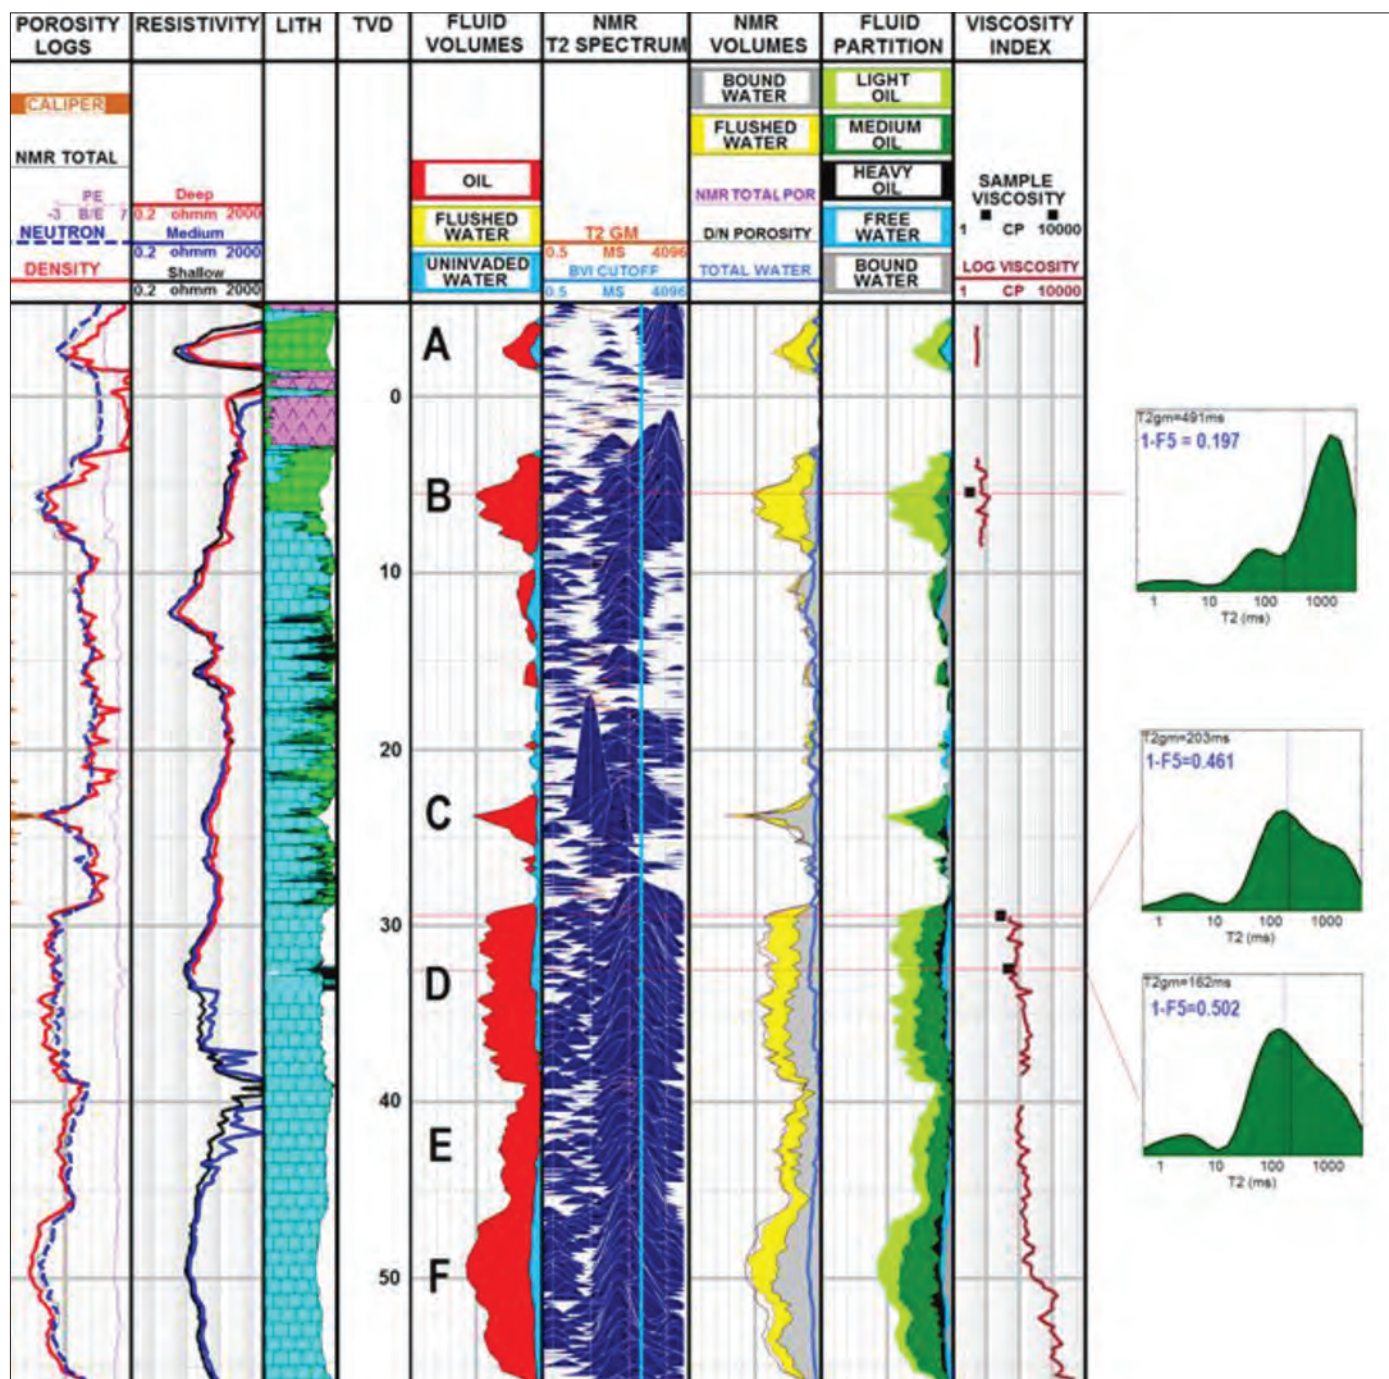 POROSITY LOGS
RESISTIVITY
LITH
TVD
FLUID VOLUMES
NMR T2 SPECTRUM
NMR VOLUMES
FLUID PARTITION
VISCOSITY INDEX
CALIPER
NMR TOTAL
PE
-3 B/E 7
NEUTRON
DENSITY
Deep
0.2 ohmm 2000
Medium
0.2 ohmm 2000
Shallow
0.2 ohmm 2000
OIL
FLUSHED WATER
UNINVADED WATER
T2 GM
0.5 MS 4096
BVI CUTOFF
0.5 MS 4096
BOUND WATER
FLUSHED WATER
NMR TOTAL POR
D/N POROSITY
TOTAL WATER
LIGHT OIL
MEDIUM OIL
HEAVY OIL
FREE WATER
BOUND WATER
SAMPLE VISCOSITY
1 CP 10000
LOG VISCOSITY
1 CP 10000
A
0
B
10
20
C
30
D
40
E
50
F
T2gm=491ms
1-F5 = 0.197
1 10 100 1000
T2 (ms)
T2gm=203ms
1-F5=0.461
1 10 100 1000
T2 (ms)
T2gm=162ms
1-F5=0.502
1 10 100 1000
T2 (ms)